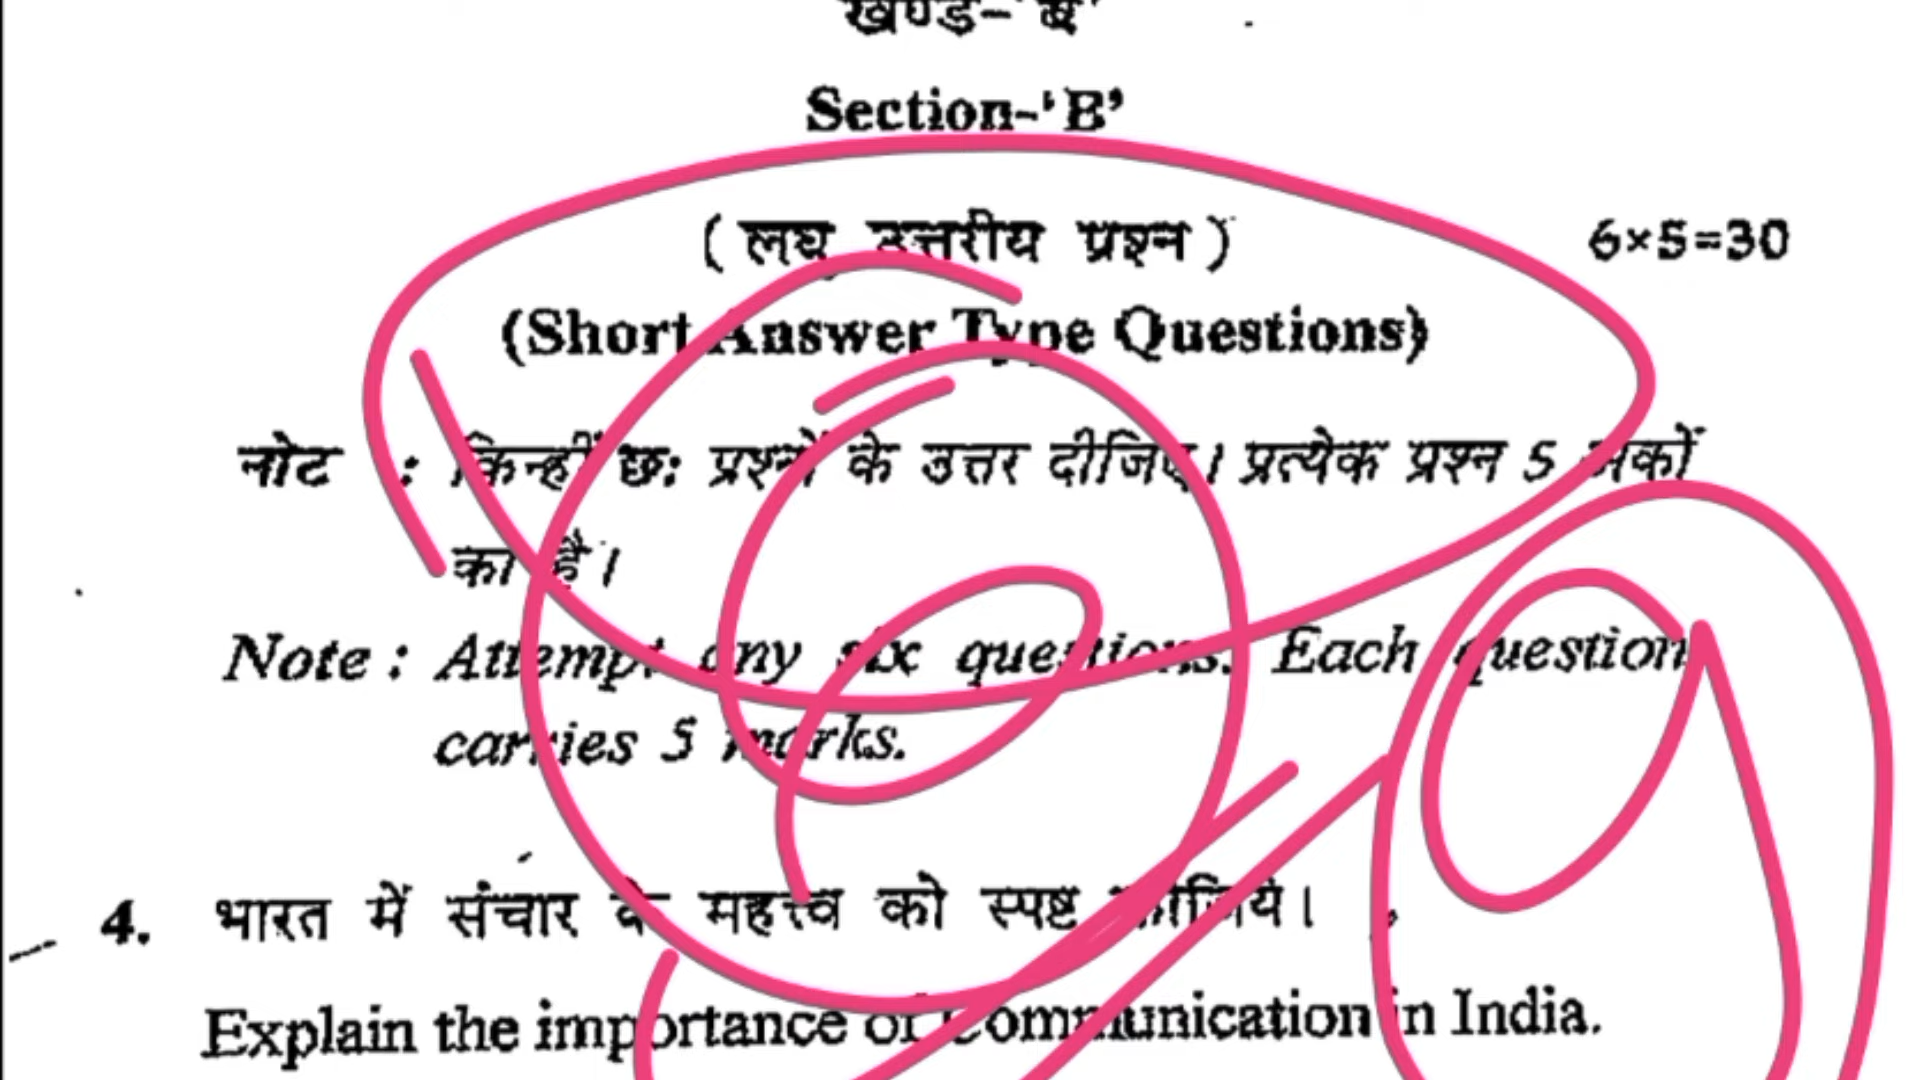 खण्ड-'ब'
Section-'B'
( लघु उत्तरीय प्रश्न ) 6×5=30
(Short Answer Type Questions)
नोट : किन्हीं छः प्रश्नों के उत्तर दीजिए। प्रत्येक प्रश्न 5 अंकों
का है।
Note : Attempt any six questions. Each question
carries 5 marks.
4. भारत में संचार के महत्त्व को स्पष्ट कीजिये।
Explain the importance of Communication in India.